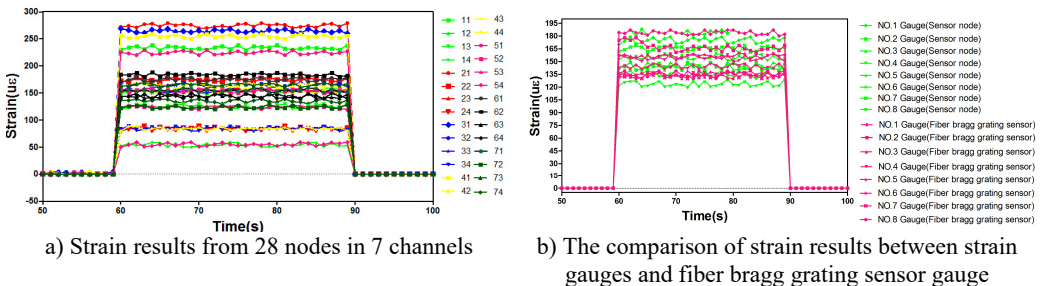 300
250
200
150
100
50
0
-50
Strain(uε)
50 60 70 80 90 100
Time(s)
11 43
12 44
13 51
14 52
21 53
22 54
23 61
24 62
31 63
32 64
33 71
34 72
41 73
42 74
a) Strain results from 28 nodes in 7 channels
195
180
165
150
135
120
105
90
75
60
45
30
15
0
-15
Strain(uε)
50 60 70 80 90 100
Time(s)
NO.1 Gauge(Sensor node)
NO.2 Gauge(Sensor node)
NO.3 Gauge(Sensor node)
NO.4 Gauge(Sensor node)
NO.5 Gauge(Sensor node)
NO.6 Gauge(Sensor node)
NO.7 Gauge(Sensor node)
NO.8 Gauge(Sensor node)
NO.1 Gauge(Fiber bragg grating sensor)
NO.2 Gauge(Fiber bragg grating sensor)
NO.3 Gauge(Fiber bragg grating sensor)
NO.4 Gauge(Fiber bragg grating sensor)
NO.5 Gauge(Fiber bragg grating sensor)
NO.6 Gauge(Fiber bragg grating sensor)
NO.7 Gauge(Fiber bragg grating sensor)
NO.8 Gauge(Fiber bragg grating sensor)
b) The comparison of strain results between strain
gauges and fiber bragg grating sensor gauge